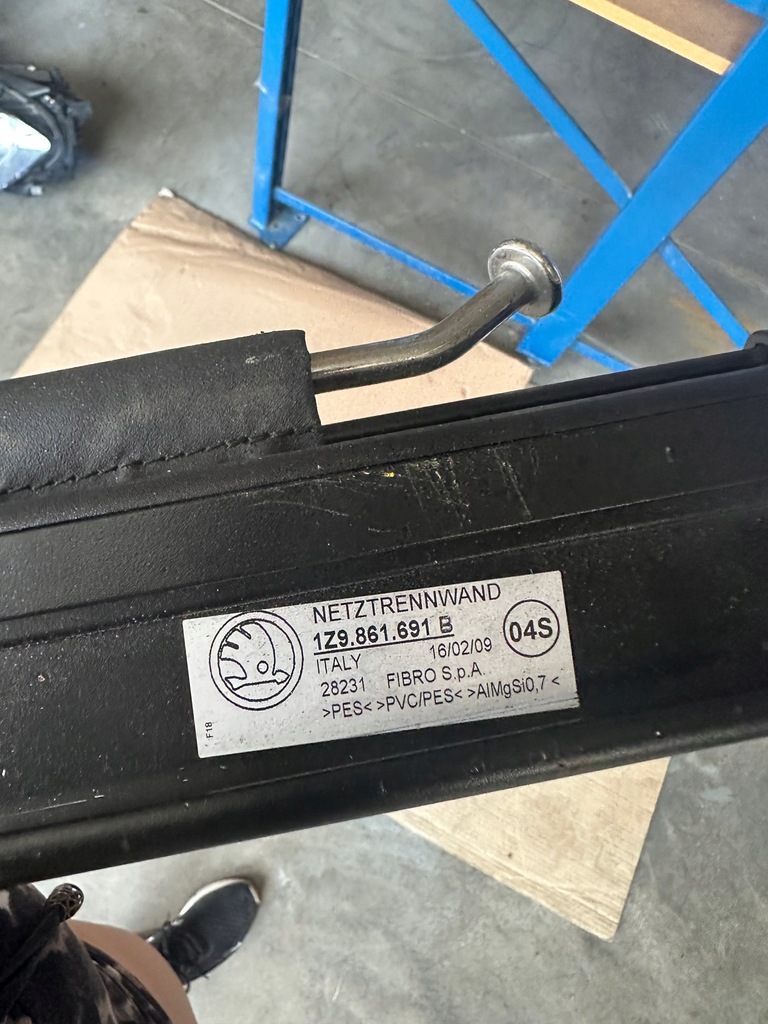 NETZTRENNWAND
1Z9.861.691 B
04S
ITALY 16/02/09
28231 FIBRO S.p.A.
>PES< >PVC/PES< >AlMgSi0,7<
F18